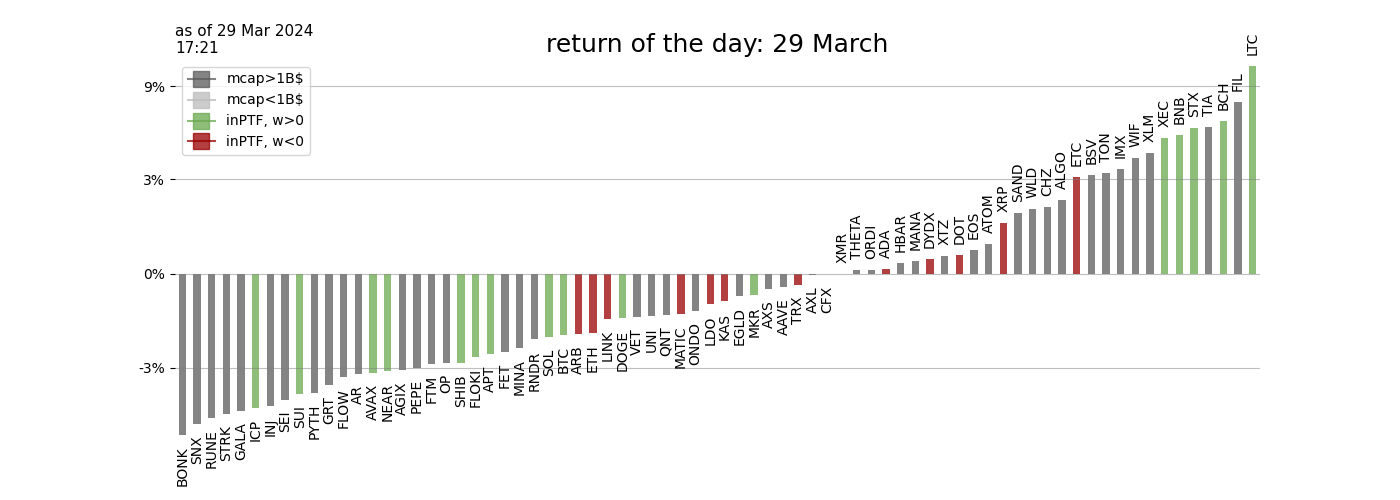 as of 29 Mar 2024
17:21
return of the day: 29 March
mcap>1B$
mcap<1B$
inPTF, w>0
inPTF, w<0
9%
3%
0%
-3%
BONK
SNX
RUNE
STRK
GALA
ICP
INJ
SEI
SUI
PYTH
GRT
FLOW
AR
AVAX
NEAR
AGIX
PEPE
FTM
OP
SHIB
FLOKI
APT
FET
MINA
RNDR
SOL
BTC
ARB
ETH
LINK
DOGE
VET
UNI
QNT
MATIC
ONDO
LDO
KAS
EGLD
MKR
AXS
AAVE
TRX
AXL
CFX
XMR
THETA
ORDI
ADA
HBAR
MANA
DYDX
XTZ
DOT
EOS
ATOM
XRP
SAND
WLD
CHZ
ALGO
ETC
BSV
TON
IMX
WIF
XLM
XEC
BNB
STX
TIA
BCH
FIL
LTC